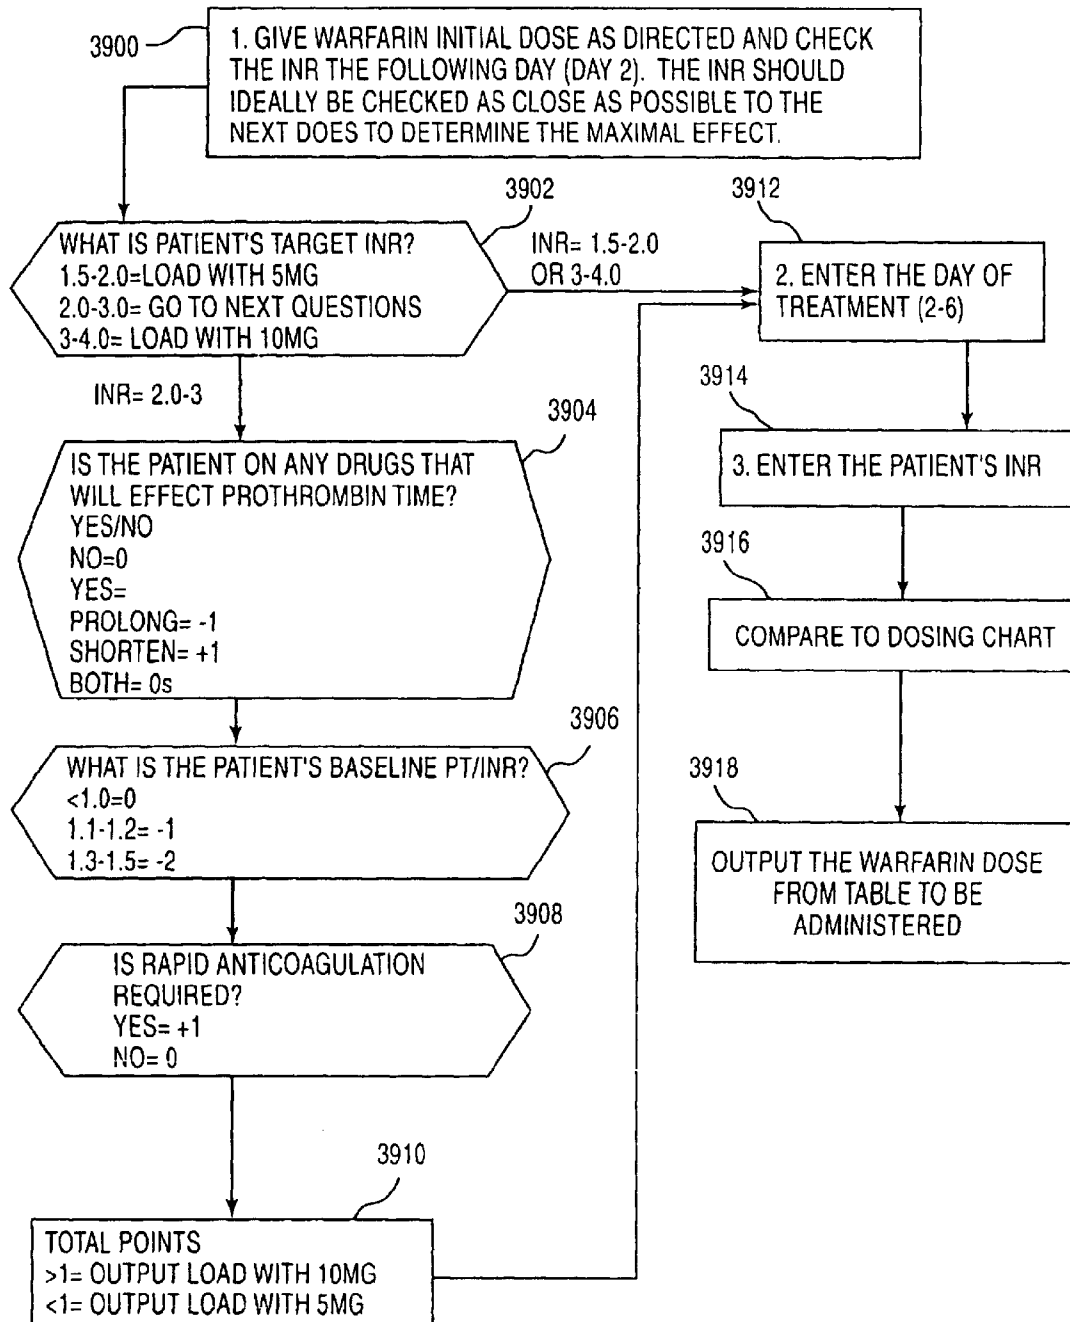 3900
1. GIVE WARFARIN INITIAL DOSE AS DIRECTED AND CHECK
THE INR THE FOLLOWING DAY (DAY 2). THE INR SHOULD
IDEALLY BE CHECKED AS CLOSE AS POSSIBLE TO THE
NEXT DOES TO DETERMINE THE MAXIMAL EFFECT.
3902
WHAT IS PATIENT'S TARGET INR?
1.5-2.0=LOAD WITH 5MG
2.0-3.0= GO TO NEXT QUESTIONS
3-4.0= LOAD WITH 10MG
INR= 1.5-2.0
OR 3-4.0
INR= 2.0-3
3904
IS THE PATIENT ON ANY DRUGS THAT
WILL EFFECT PROTHROMBIN TIME?
YES/NO
NO=0
YES=
PROLONG= -1
SHORTEN= +1
BOTH= 0s
3906
WHAT IS THE PATIENT'S BASELINE PT/INR?
<1.0=0
1.1-1.2= -1
1.3-1.5= -2
3908
IS RAPID ANTICOAGULATION
REQUIRED?
YES= +1
NO= 0
3910
TOTAL POINTS
>1= OUTPUT LOAD WITH 10MG
<1= OUTPUT LOAD WITH 5MG
3912
2. ENTER THE DAY OF
TREATMENT (2-6)
3914
3. ENTER THE PATIENT'S INR
3916
COMPARE TO DOSING CHART
3918
OUTPUT THE WARFARIN DOSE
FROM TABLE TO BE
ADMINISTERED